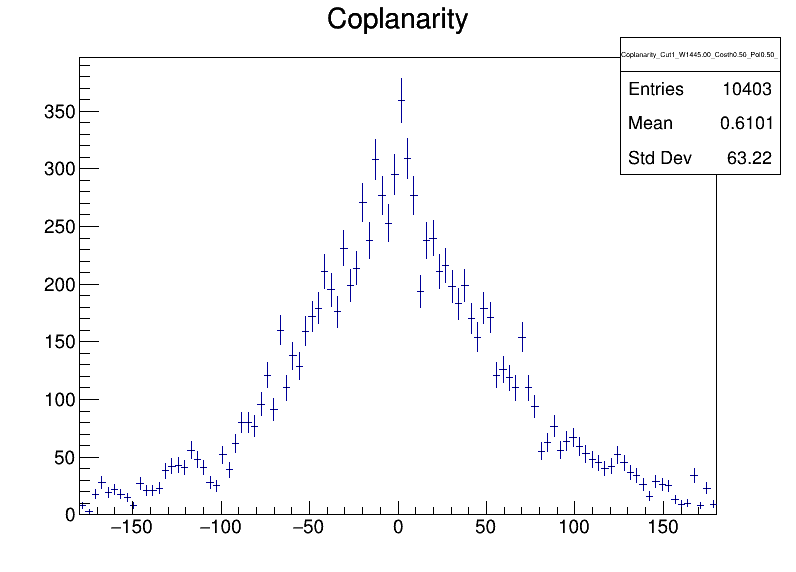 Coplanarity
Coplanarity_Cut1_W1445.00_Costh0.50_Pol0.50_
Entries 10403
Mean 0.6101
Std Dev 63.22
350
300
250
200
150
100
50
0
−150 −100 −50 0 50 100 150